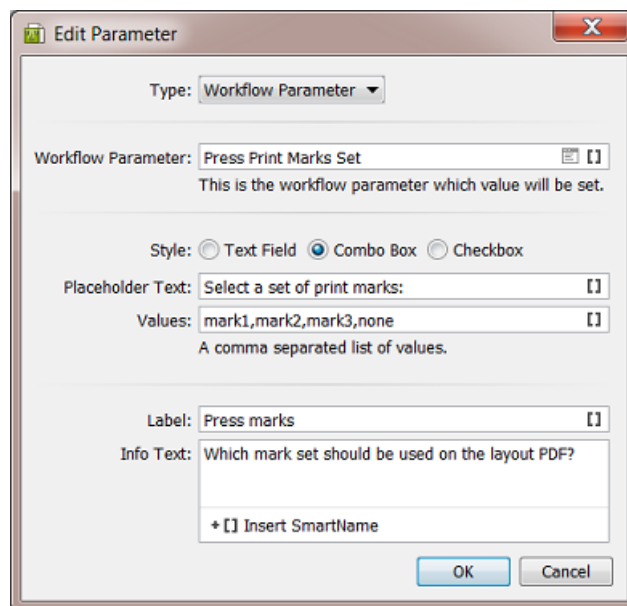 Edit Parameter
Type: Workflow Parameter
Workflow Parameter: Press Print Marks Set
This is the workflow parameter which value will be set.
Style: Text Field Combo Box Checkbox
Placeholder Text: Select a set of print marks: []
Values: mark1,mark2,mark3,none []
A comma separated list of values.
Label: Press marks []
Info Text: Which mark set should be used on the layout PDF?
+ [] Insert SmartName
OK Cancel